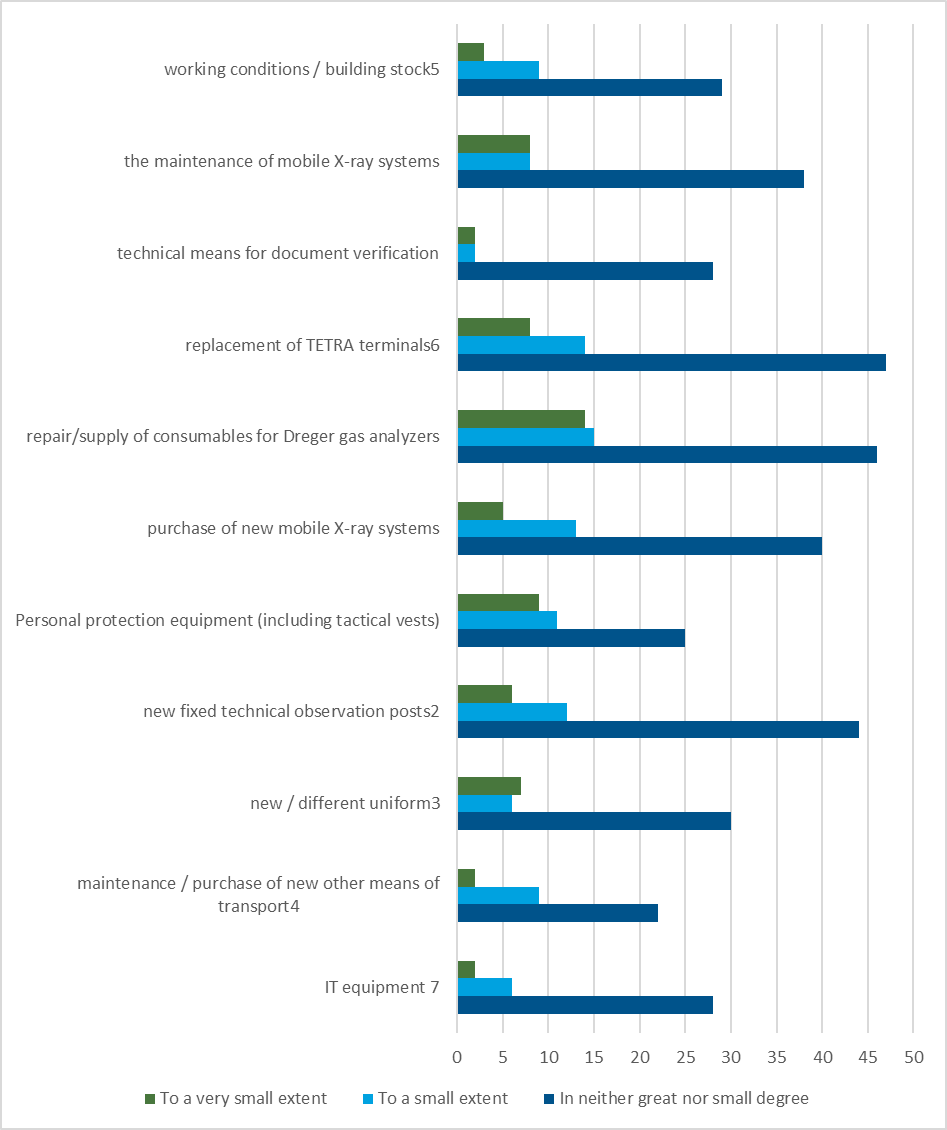 working conditions / building stock5
the maintenance of mobile X-ray systems
technical means for document verification
replacement of TETRA terminals6
repair/supply of consumables for Dreger gas analyzers
purchase of new mobile X-ray systems
Personal protection equipment (including tactical vests)
new fixed technical observation posts2
new / different uniform3
maintenance / purchase of new other means of
transport4
IT equipment 7
0 5 10 15 20 25 30 35 40 45 50
To a very small extent To a small extent In neither great nor small degree